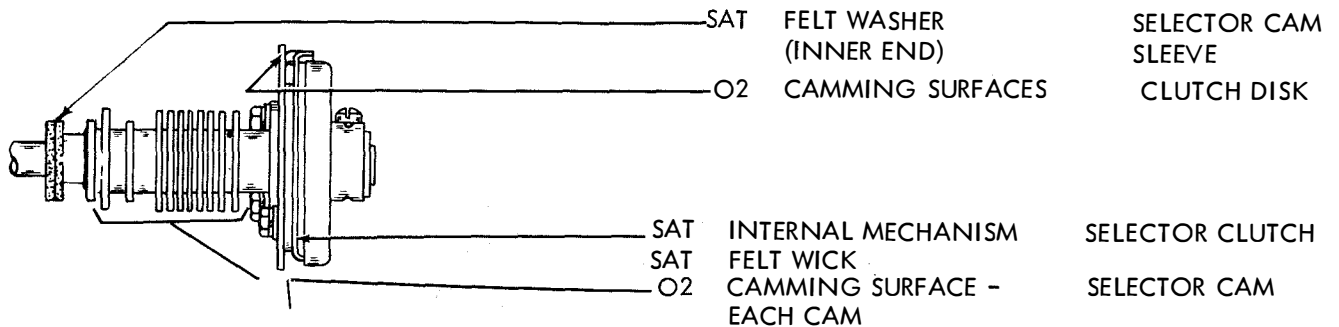 SAT FELT WASHER SELECTOR CAM
(INNER END) SLEEVE
O2 CAMMING SURFACES CLUTCH DISK
SAT INTERNAL MECHANISM SELECTOR CLUTCH
SAT FELT WICK
O2 CAMMING SURFACE - SELECTOR CAM
EACH CAM